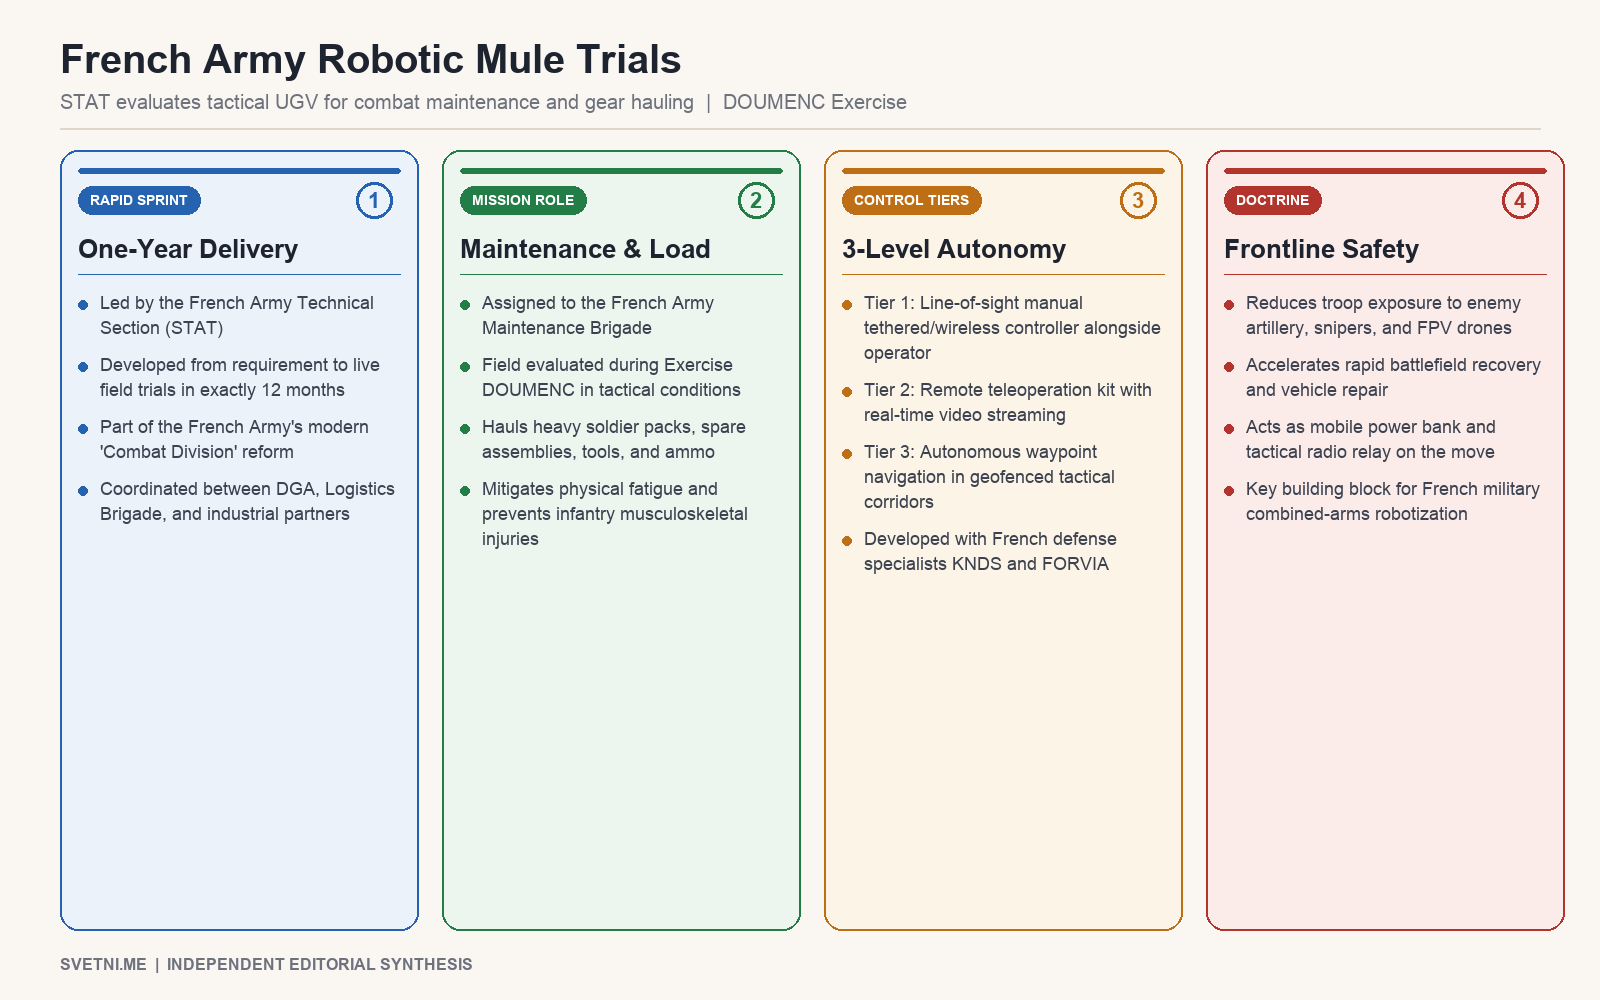 French Army Robotic Mule Trials
STAT evaluates tactical UGV for combat maintenance and gear hauling | DOUMENC Exercise
RAPID SPRINT
1
One-Year Delivery
Led by the French Army Technical
Section (STAT)
Developed from requirement to live
field trials in exactly 12 months
Part of the French Army's modern
'Combat Division' reform
Coordinated between DGA, Logistics
Brigade, and industrial partners
MISSION ROLE
2
Maintenance & Load
Assigned to the French Army
Maintenance Brigade
Field evaluated during Exercise
DOUMENC in tactical conditions
Hauls heavy soldier packs, spare
assemblies, tools, and ammo
Mitigates physical fatigue and
prevents infantry musculoskeletal
injuries
CONTROL TIERS
3
3-Level Autonomy
Tier 1: Line-of-sight manual
tethered/wireless controller alongside
operator
Tier 2: Remote teleoperation kit with
real-time video streaming
Tier 3: Autonomous waypoint
navigation in geofenced tactical
corridors
Developed with French defense
specialists KNDS and FORVIA
DOCTRINE
4
Frontline Safety
Reduces troop exposure to enemy
artillery, snipers, and FPV drones
Accelerates rapid battlefield recovery
and vehicle repair
Acts as mobile power bank and
tactical radio relay on the move
Key building block for French military
combined-arms robotization
SVETNI.ME | INDEPENDENT EDITORIAL SYNTHESIS